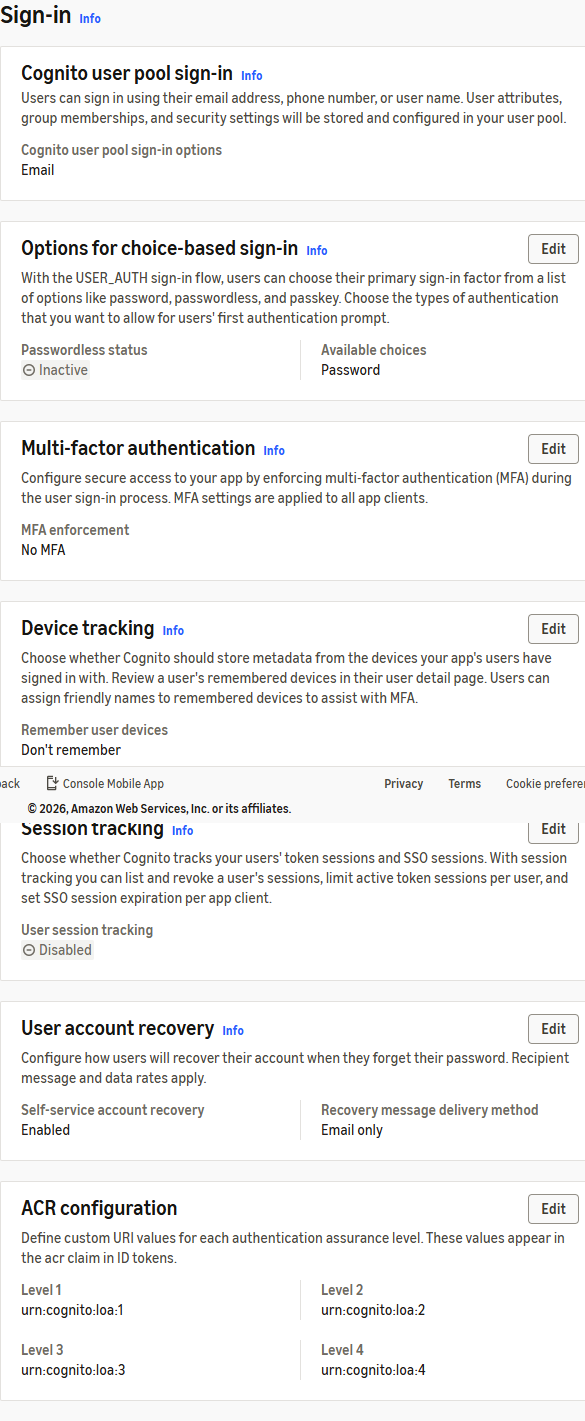 Sign-in Info
Cognito user pool sign-in Info
Users can sign in using their email address, phone number, or user name. User attributes,
group memberships, and security settings will be stored and configured in your user pool.
Cognito user pool sign-in options
Email
Options for choice-based sign-in Info
Edit
With the USER_AUTH sign-in flow, users can choose their primary sign-in factor from a list
of options like password, passwordless, and passkey. Choose the types of authentication
that you want to allow for users' first authentication prompt.
Passwordless status
Inactive
Available choices
Password
Multi-factor authentication Info
Edit
Configure secure access to your app by enforcing multi-factor authentication (MFA) during
the user sign-in process. MFA settings are applied to all app clients.
MFA enforcement
No MFA
Device tracking Info
Edit
Choose whether Cognito should store metadata from the devices your app's users have
signed in with. Review a user's remembered devices in their user detail page. Users can
assign friendly names to remembered devices to assist with MFA.
Remember user devices
Don't remember
back Console Mobile App Privacy Terms Cookie prefere
© 2026, Amazon Web Services, Inc. or its affiliates.
Session tracking Info
Edit
Choose whether Cognito tracks your users' token sessions and SSO sessions. With session
tracking you can list and revoke a user's sessions, limit active token sessions per user, and
set SSO session expiration per app client.
User session tracking
Disabled
User account recovery Info
Edit
Configure how users will recover their account when they forget their password. Recipient
message and data rates apply.
Self-service account recovery
Enabled
Recovery message delivery method
Email only
ACR configuration
Edit
Define custom URI values for each authentication assurance level. These values appear in
the acr claim in ID tokens.
Level 1
urn:cognito:loa:1
Level 2
urn:cognito:loa:2
Level 3
urn:cognito:loa:3
Level 4
urn:cognito:loa:4